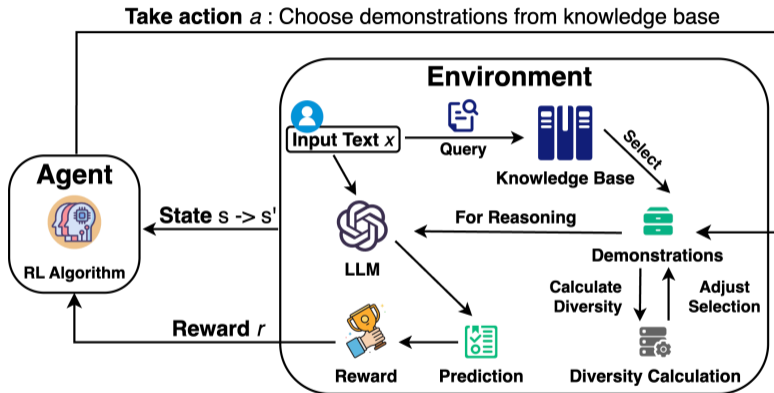 Take action a : Choose demonstrations from knowledge base
Environment
Input Text x
Query
Knowledge Base
Select
Agent
RL Algorithm
State s -> s'
For Reasoning
LLM
Demonstrations
Calculate
Diversity
Adjust
Selection
Reward r
Reward
Prediction
Diversity Calculation